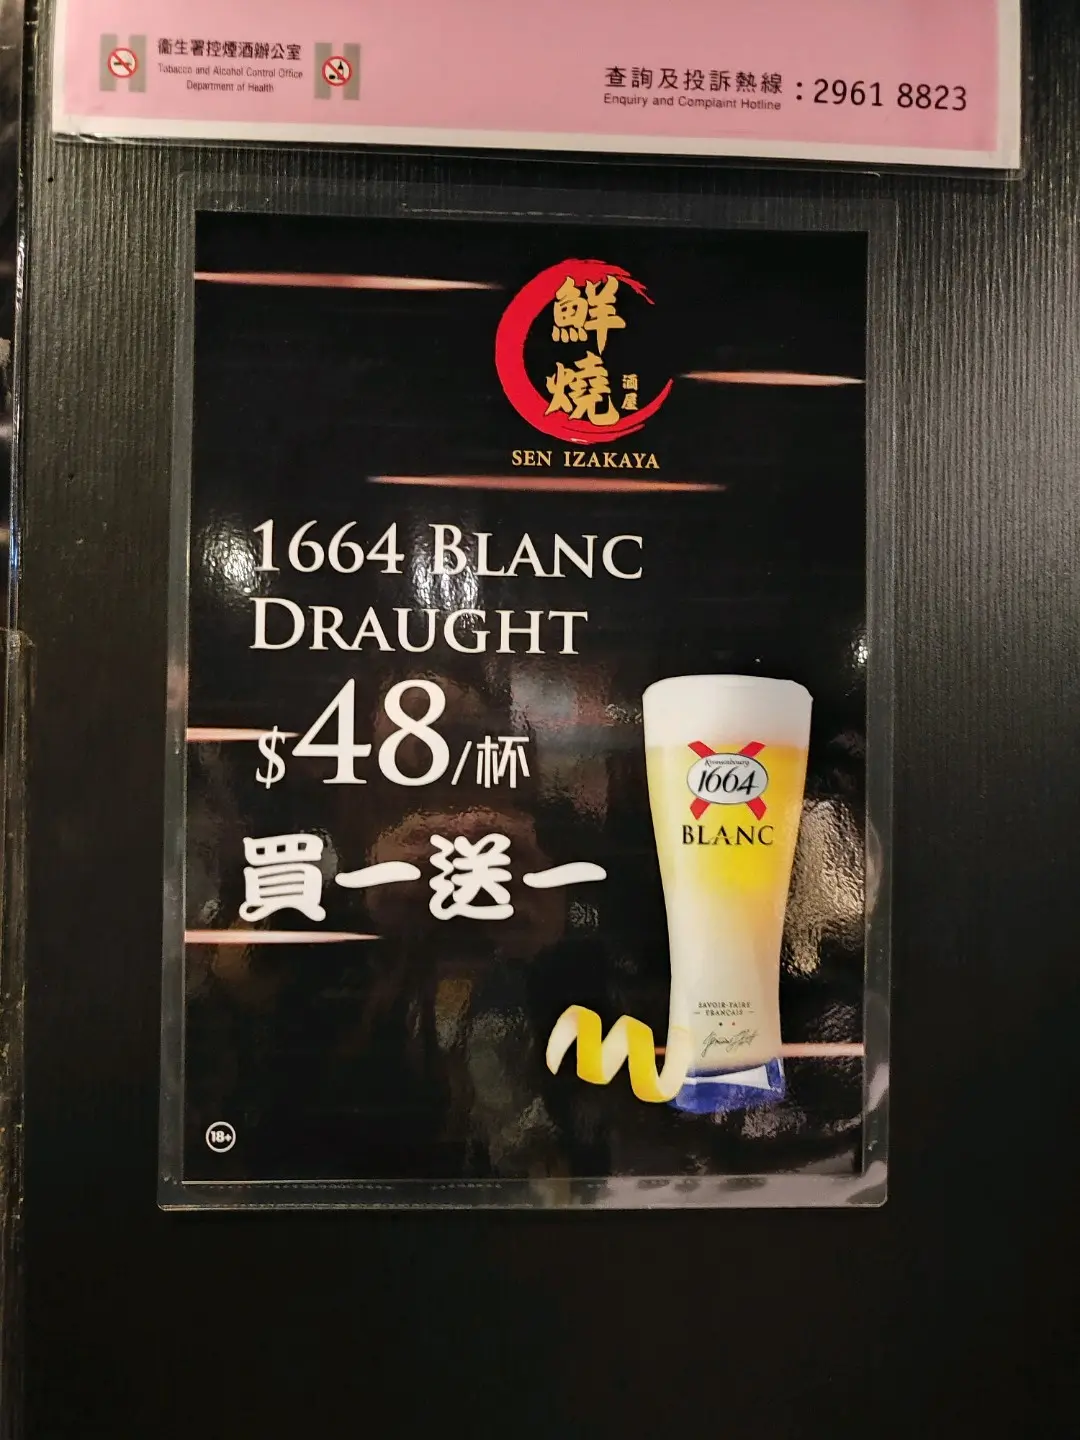 衞生署控煙酒辦公室
Tobacco and Alcohol Control Office
Department of Health
查詢及投訴熱線：2961 8823
Enquiry and Complaint Hotline
鮮燒
酒屋
SEN IZAKAYA
1664 BLANC
DRAUGHT
$48/杯
買一送一
Kronenbourg
1664
BLANC
SAVOIR-FAIRE
FRANÇAIS
18+